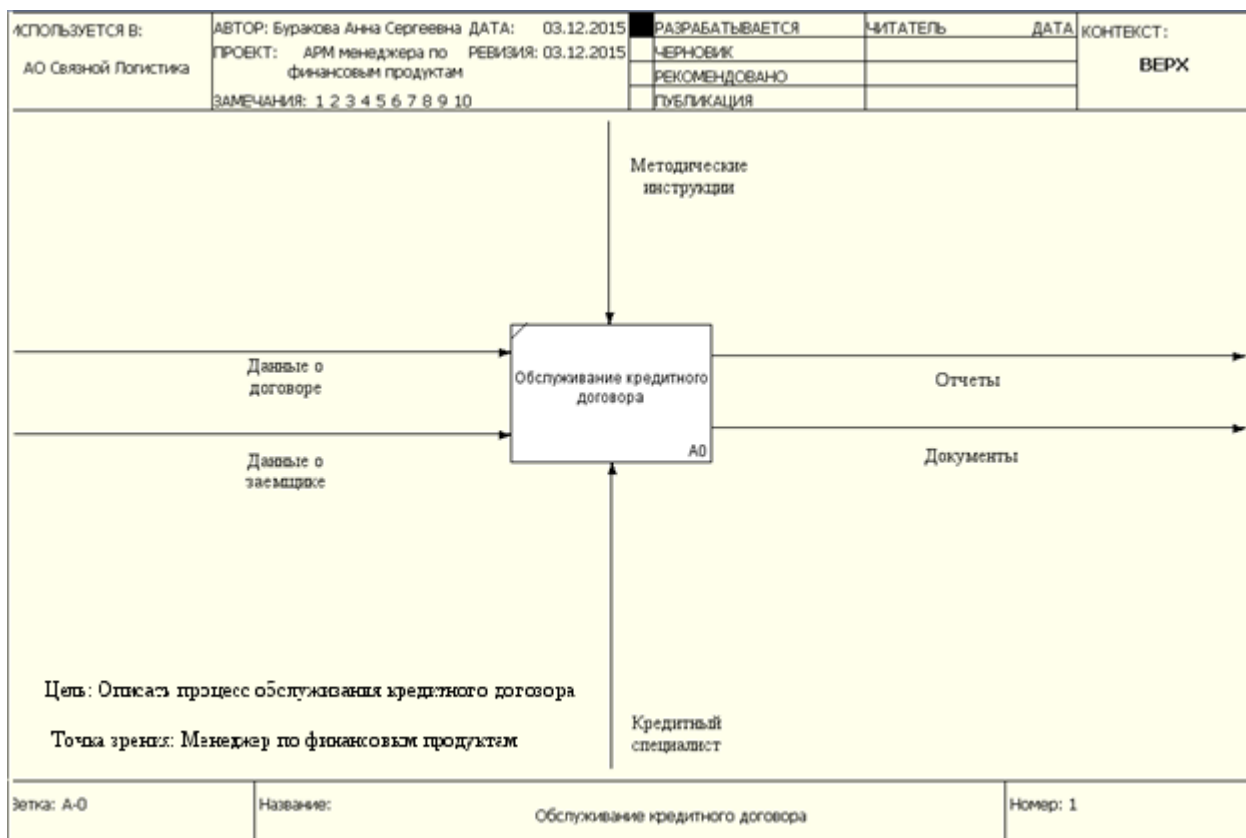 ИСПОЛЬЗУЕТСЯ В:
АО Связной Логистика
АВТОР: Буракова Анна Сергеевна ДАТА: 03.12.2015
ПРОЕКТ: АРМ менеджера по РЕВИЗИЯ: 03.12.2015
финансовым продуктам
ЗАМЕЧАНИЯ: 1 2 3 4 5 6 7 8 9 10
РАЗРАБАТЫВАЕТСЯ
ЧЕРНОВИК
РЕКОМЕНДОВАНО
ПУБЛИКАЦИЯ
ЧИТАТЕЛЬ ДАТА
КОНТЕКСТ:
ВЕРХ
Методические
инструкции
Данные о
договоре
Обслуживание кредитного
договора
A0
Отчеты
Данные о
заемщике
Документы
Цель: Описать процесс обслуживания кредитного договора
Точка зрения: Менеджер по финансовым продуктам
Кредитный
специалист
Ветка: A-0
Название:
Обслуживание кредитного договора
Номер: 1